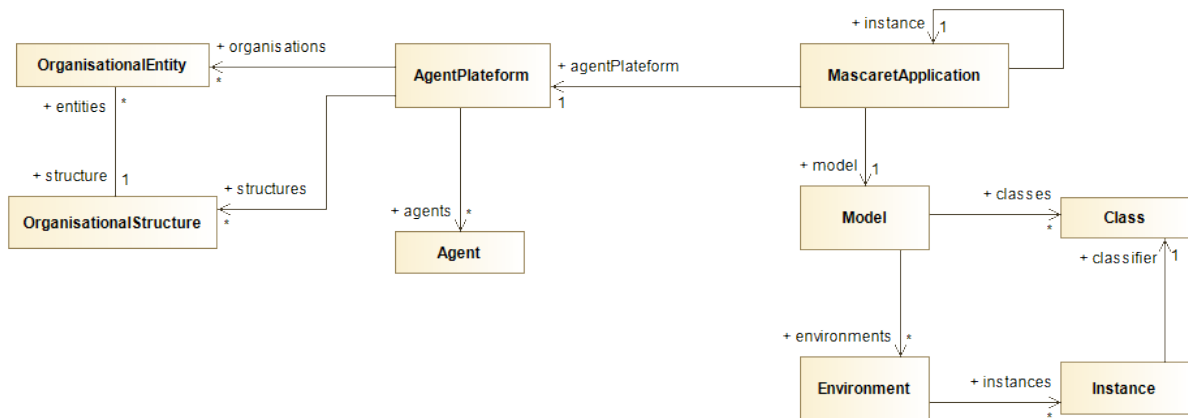 + instance
1
+ organisations
OrganisationalEntity
AgentPlateform
+ agentPlateform
MascaretApplication
*
1
+ entities
*
+ model
1
+ structure
1
+ structures
+ classes
OrganisationalStructure
*
+ agents
*
Model
*
Class
Agent
+ classifier
1
+ environments
*
Environment
+ instances
*
Instance